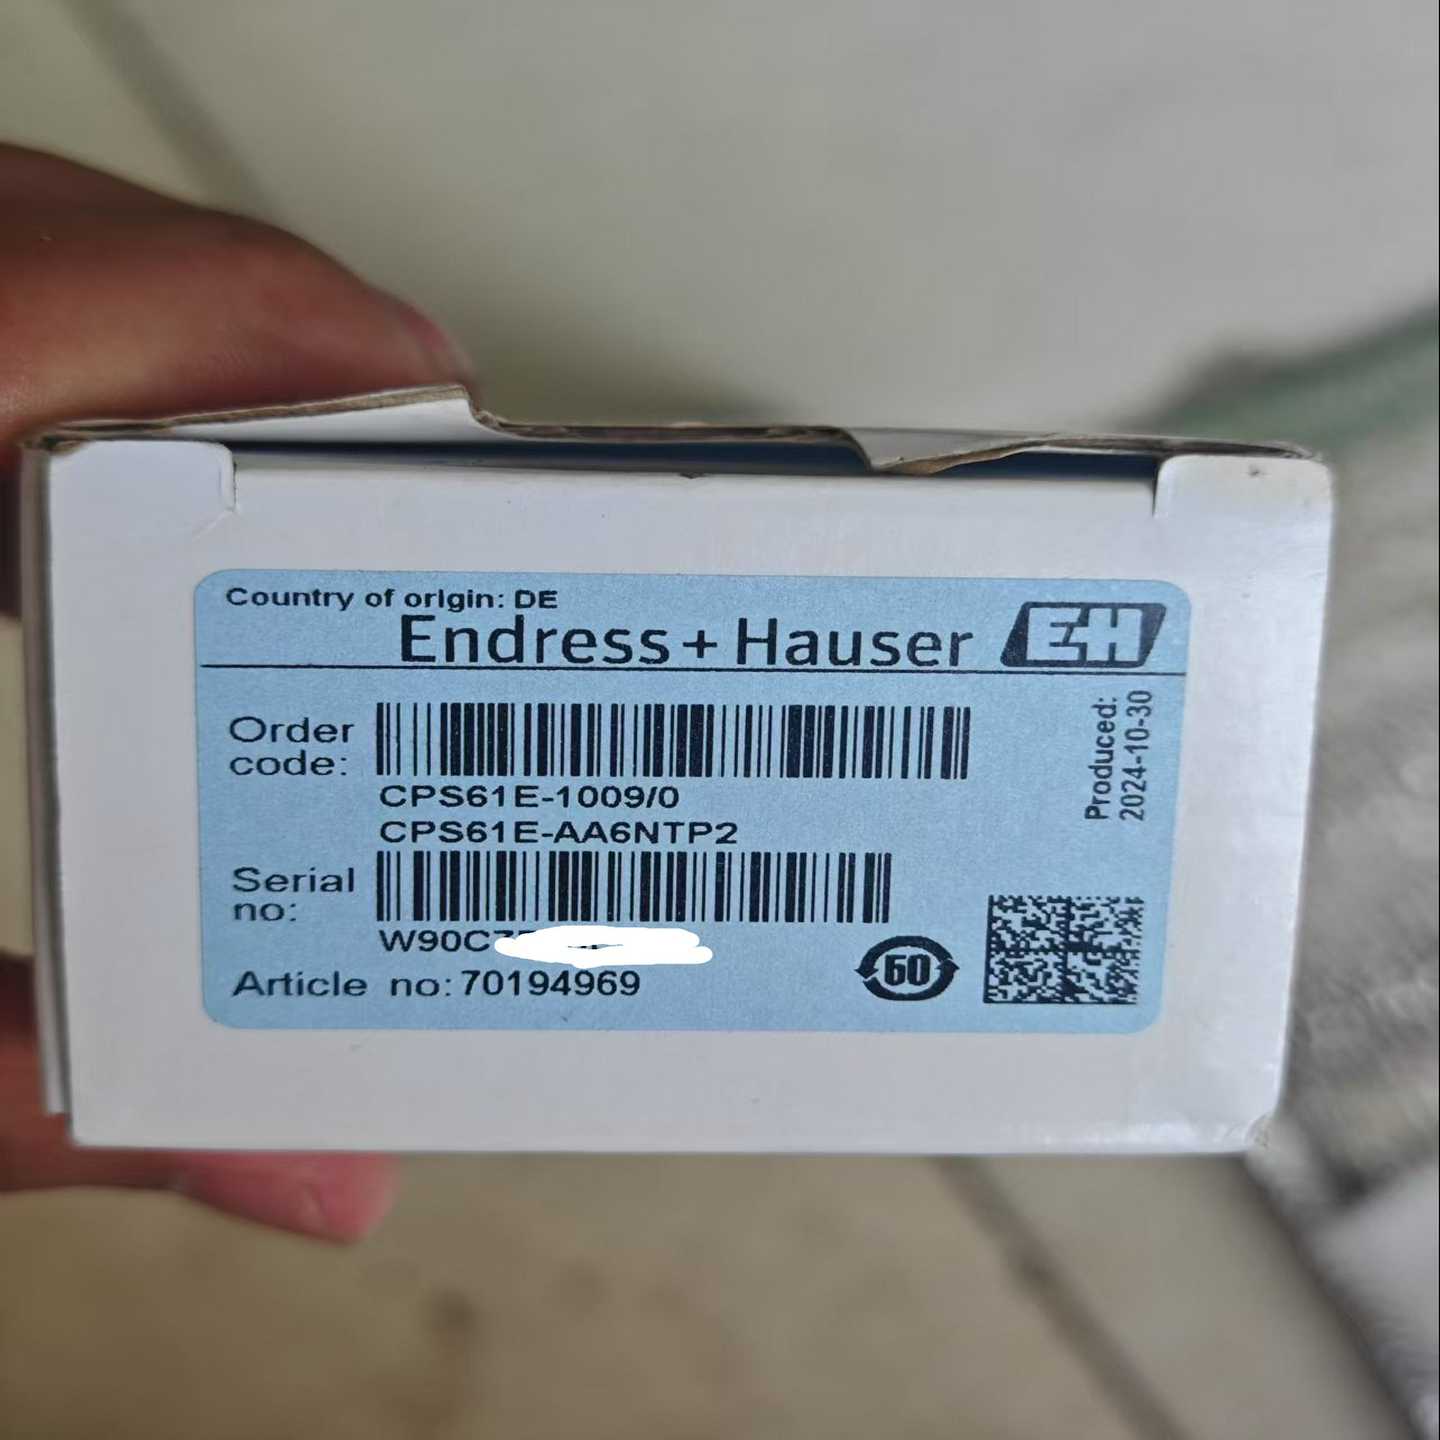 Country of origin: DE
Endress+Hauser EH
Order code:
CPS61E-1009/0
CPS61E-AA6NTP2
Serial no:
W90C
Article no: 70194969
Produced: 2024-10-30
60